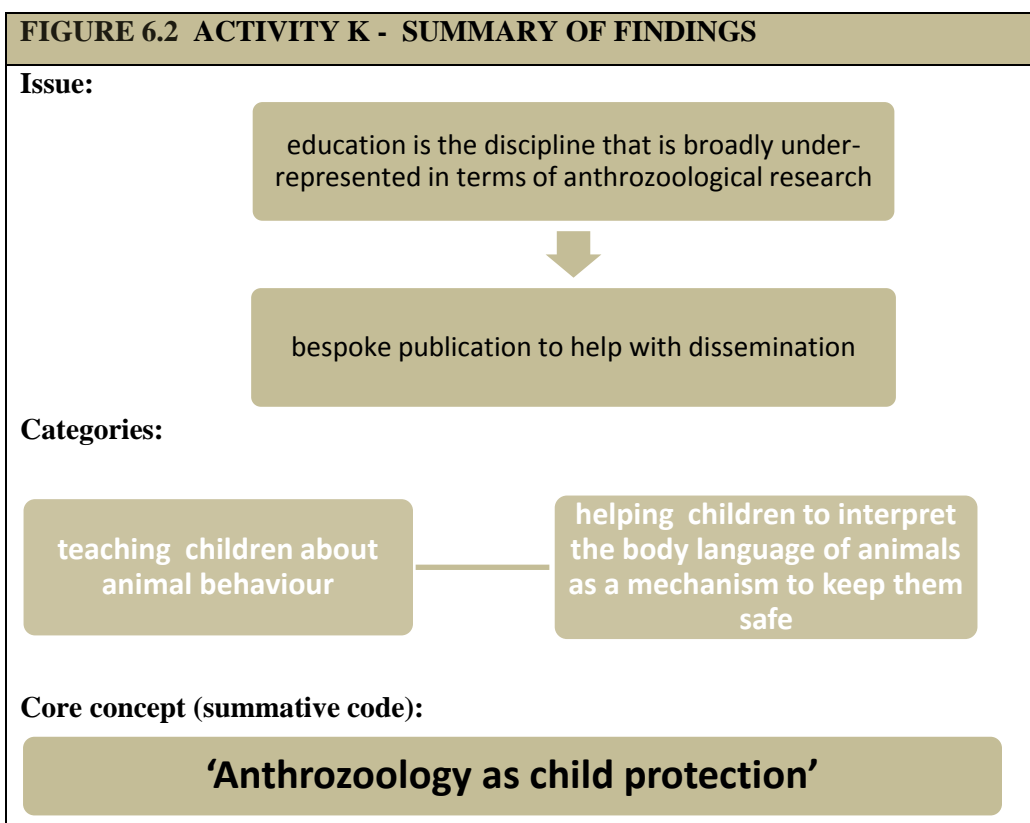 FIGURE 6.2 ACTIVITY K - SUMMARY OF FINDINGS
Issue:
education is the discipline that is broadly under-
represented in terms of anthrozoological research
bespoke publication to help with dissemination
Categories:
teaching children about
animal behaviour
helping children to interpret
the body language of animals
as a mechanism to keep them
safe
Core concept (summative code):
‘Anthrozoology as child protection’